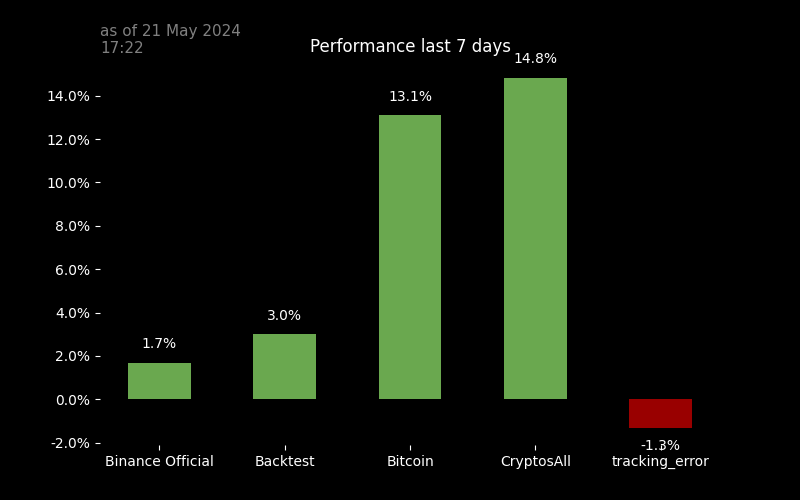 as of 21 May 2024
17:22
Performance last 7 days
14.8%
14.0%
13.1%
12.0%
10.0%
8.0%
6.0%
4.0%
3.0%
2.0%
1.7%
0.0%
-2.0%
-1.3%
Binance Official
Backtest
Bitcoin
CryptosAll
tracking_error